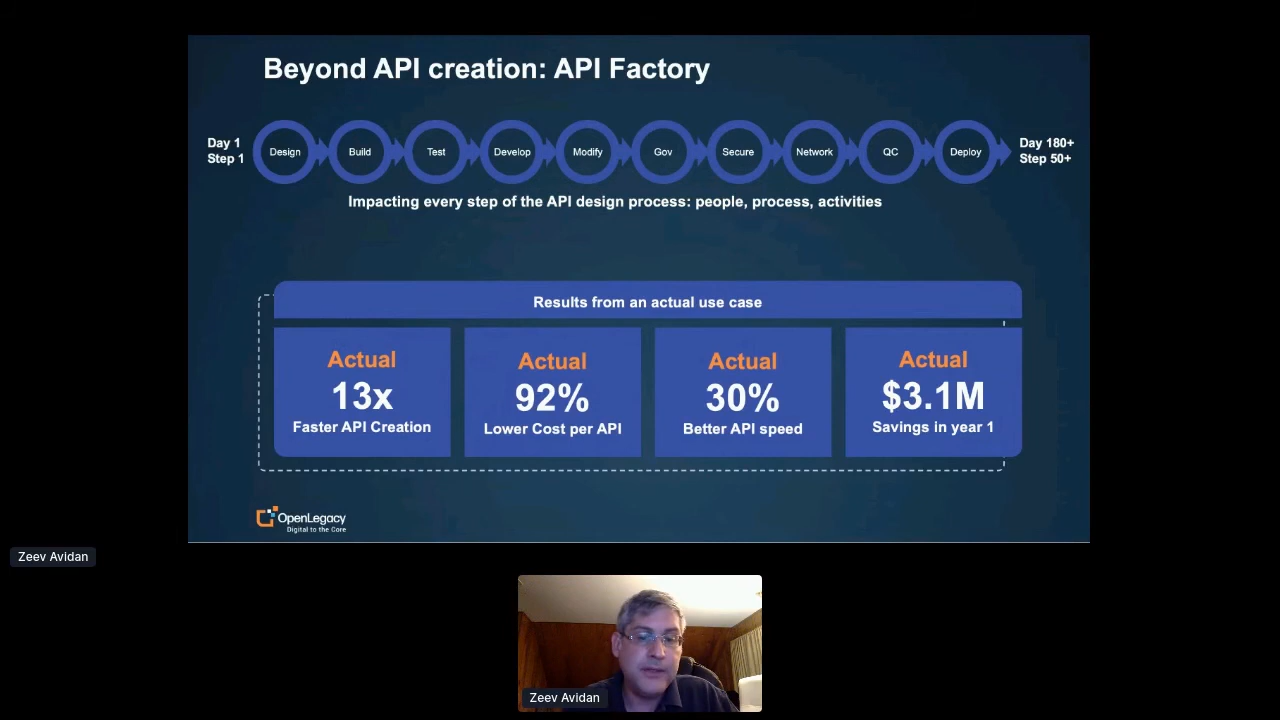 Beyond API creation: API Factory
Day 1
Step 1
Design
Build
Test
Develop
Modify
Gov
Secure
Network
QC
Deploy
Day 180+
Step 50+
Impacting every step of the API design process: people, process, activities
Results from an actual use case
Actual
13x
Faster API Creation
Actual
92%
Lower Cost per API
Actual
30%
Better API speed
Actual
$3.1M
Savings in year 1
OpenLegacy
Digital to the Core
Zeev Avidan
Zeev Avidan